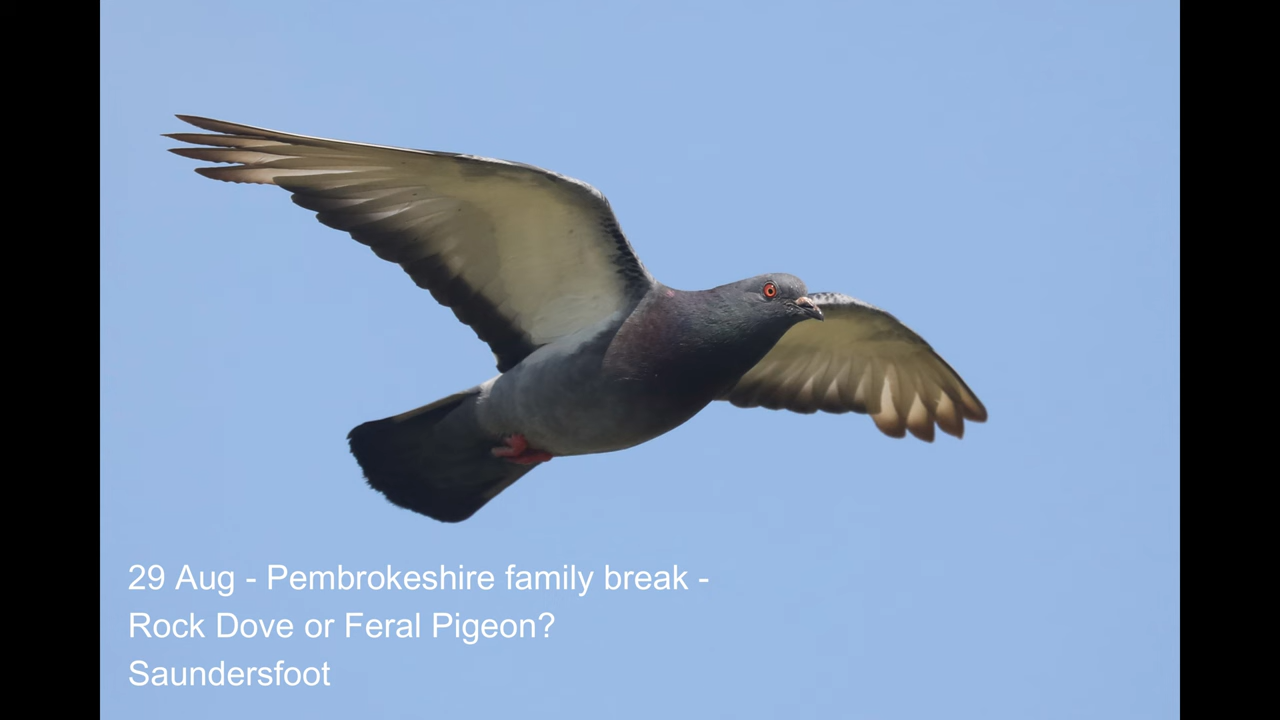 29 Aug - Pembrokeshire family break -
Rock Dove or Feral Pigeon?
Saundersfoot